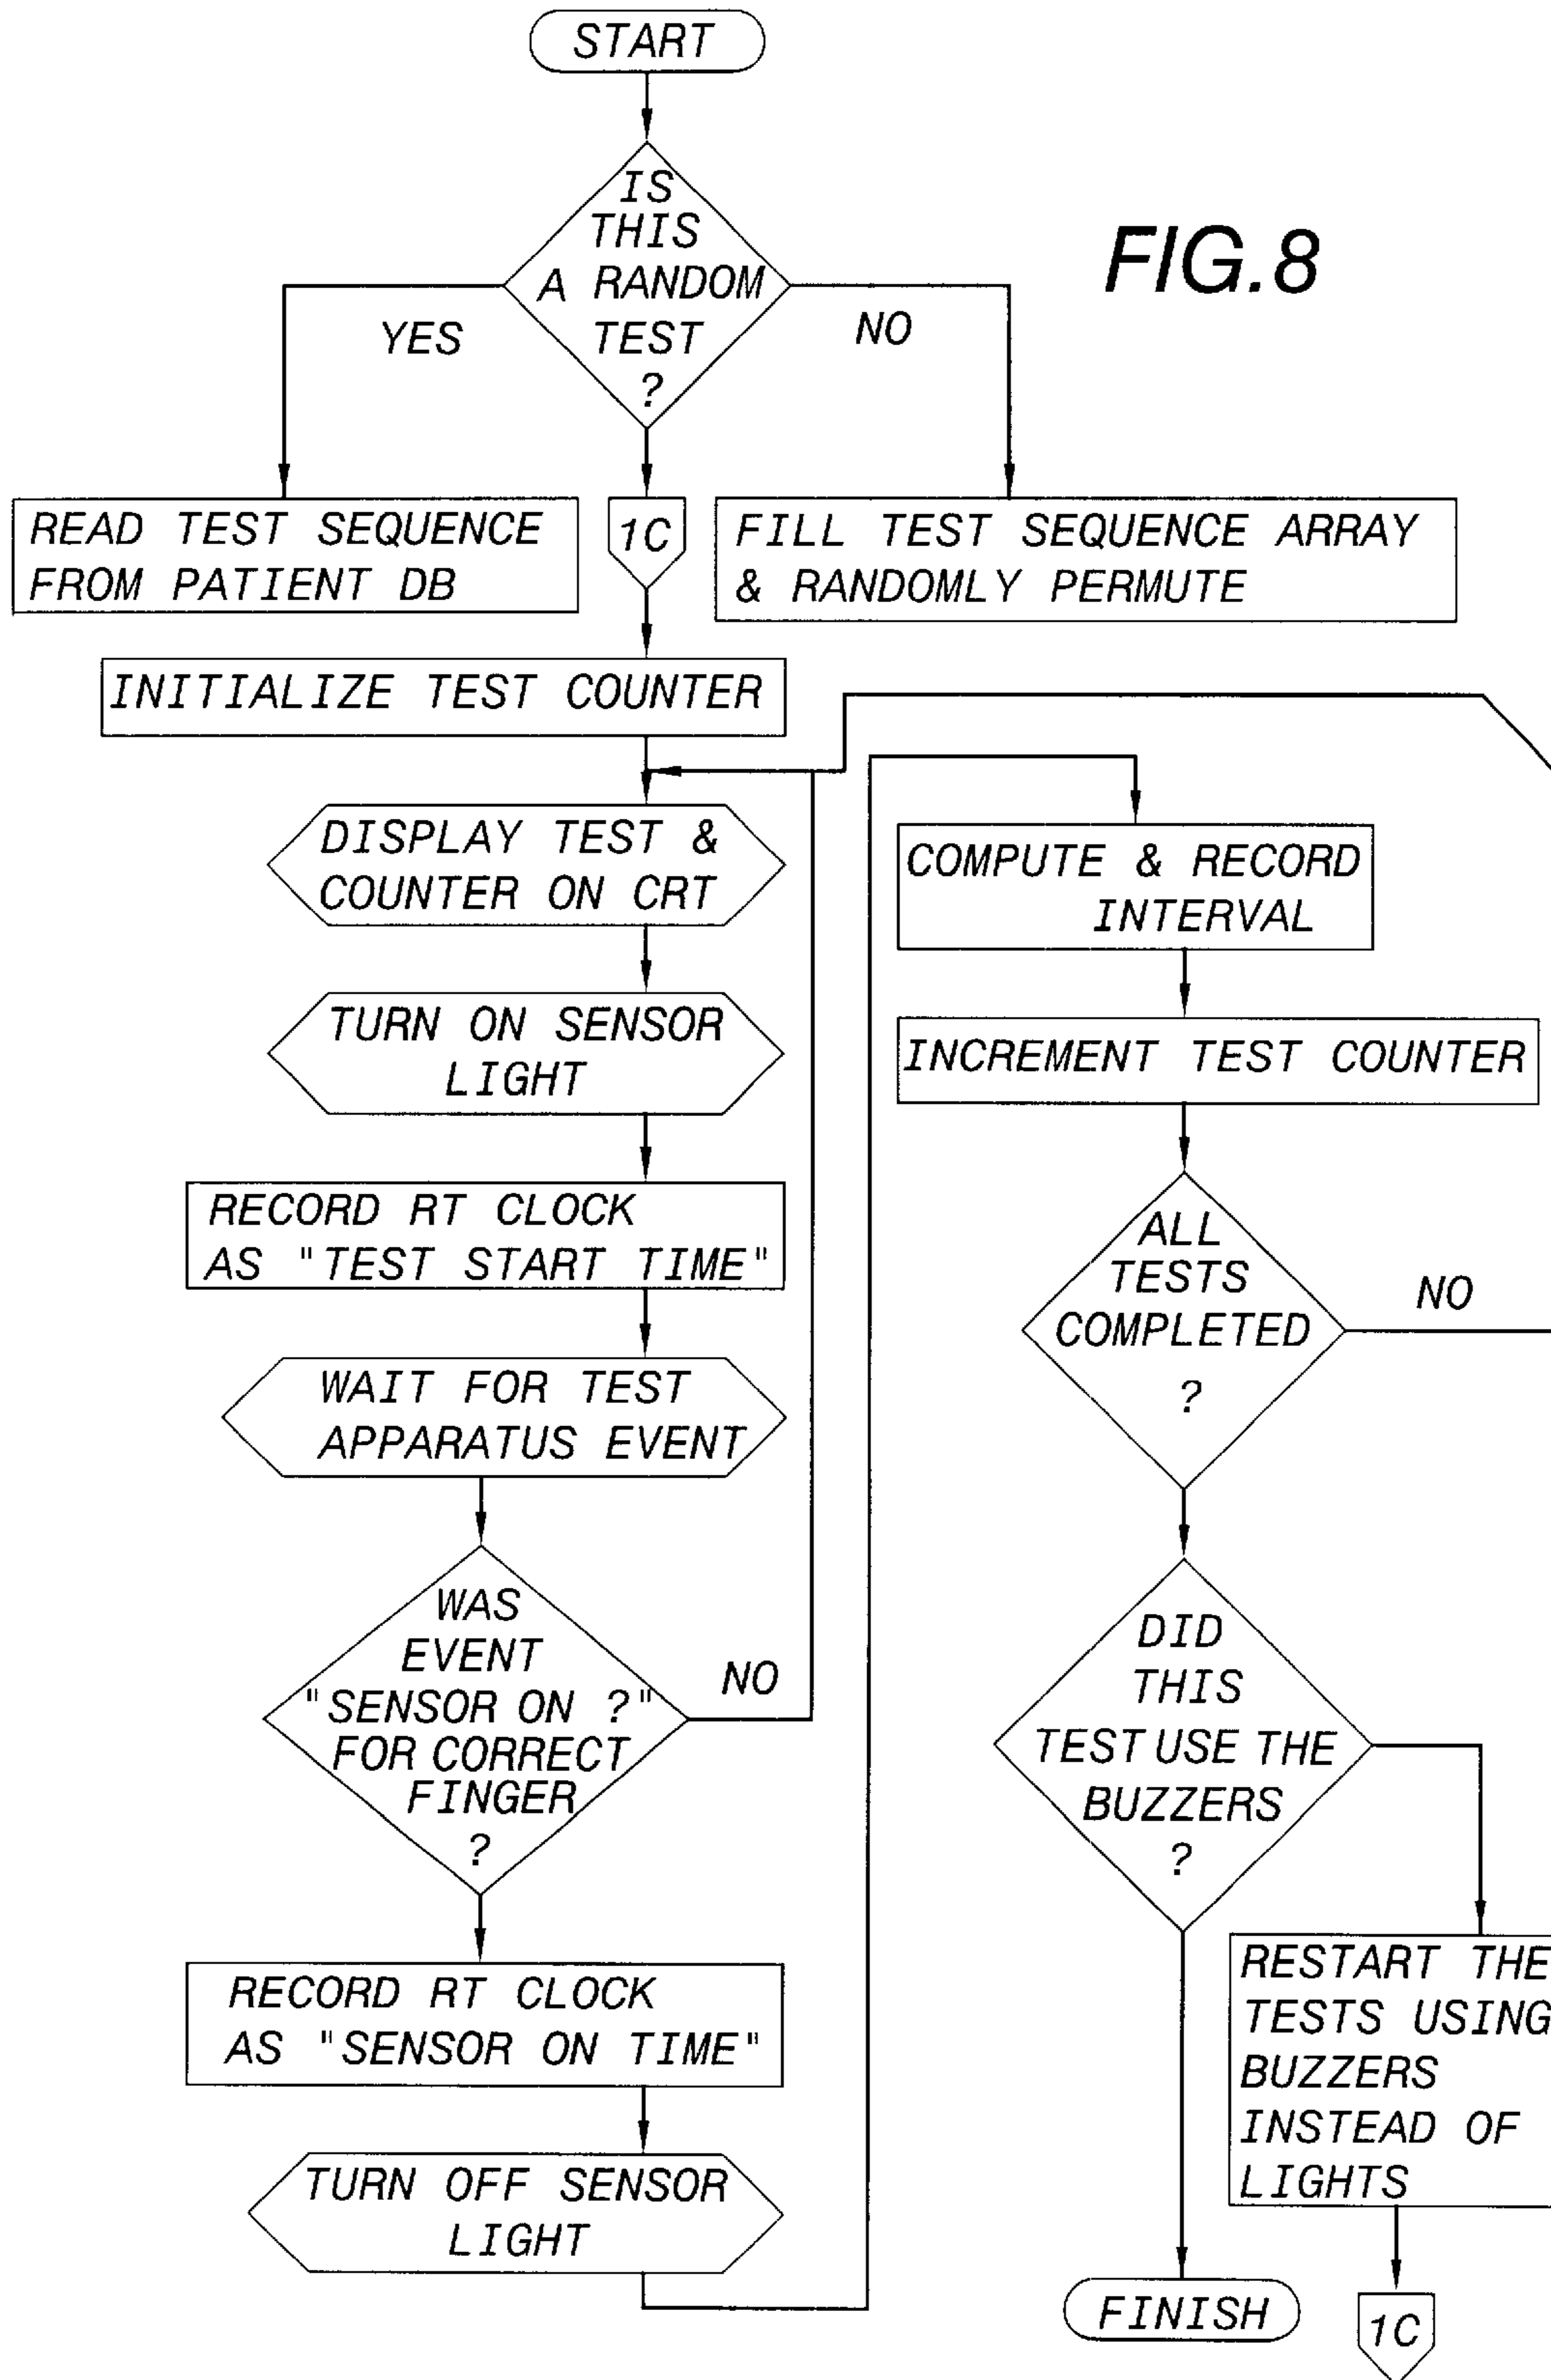 START
IS
THIS
A RANDOM
TEST
?
FIG.8
YES
NO
READ TEST SEQUENCE
FROM PATIENT DB
1C
FILL TEST SEQUENCE ARRAY
& RANDOMLY PERMUTE
INITIALIZE TEST COUNTER
DISPLAY TEST &
COUNTER ON CRT
TURN ON SENSOR
LIGHT
RECORD RT CLOCK
AS "TEST START TIME"
WAIT FOR TEST
APPARATUS EVENT
WAS
EVENT
"SENSOR ON ?"
FOR CORRECT
FINGER
?
NO
RECORD RT CLOCK
AS "SENSOR ON TIME"
TURN OFF SENSOR
LIGHT
COMPUTE & RECORD
INTERVAL
INCREMENT TEST COUNTER
ALL
TESTS
COMPLETED
?
NO
DID
THIS
TEST USE THE
BUZZERS
?
RESTART THE
TESTS USING
BUZZERS
INSTEAD OF
LIGHTS
FINISH
1C